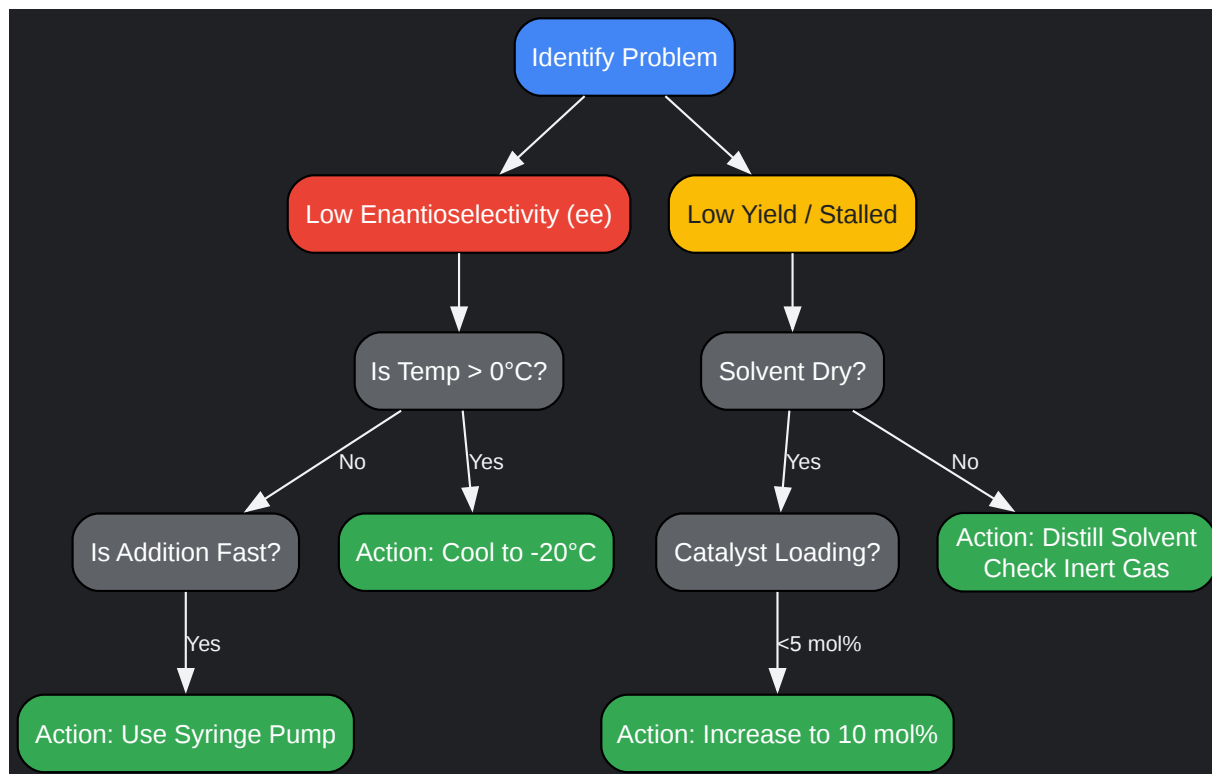 Identify Problem
Low Enantioselectivity (ee)
Low Yield / Stalled
Is Temp > 0°C?
Solvent Dry?
No
Yes
Yes
No
Is Addition Fast?
Action: Cool to -20°C
Catalyst Loading?
Action: Distill Solvent
Check Inert Gas
Yes
<5 mol%
Action: Use Syringe Pump
Action: Increase to 10 mol%